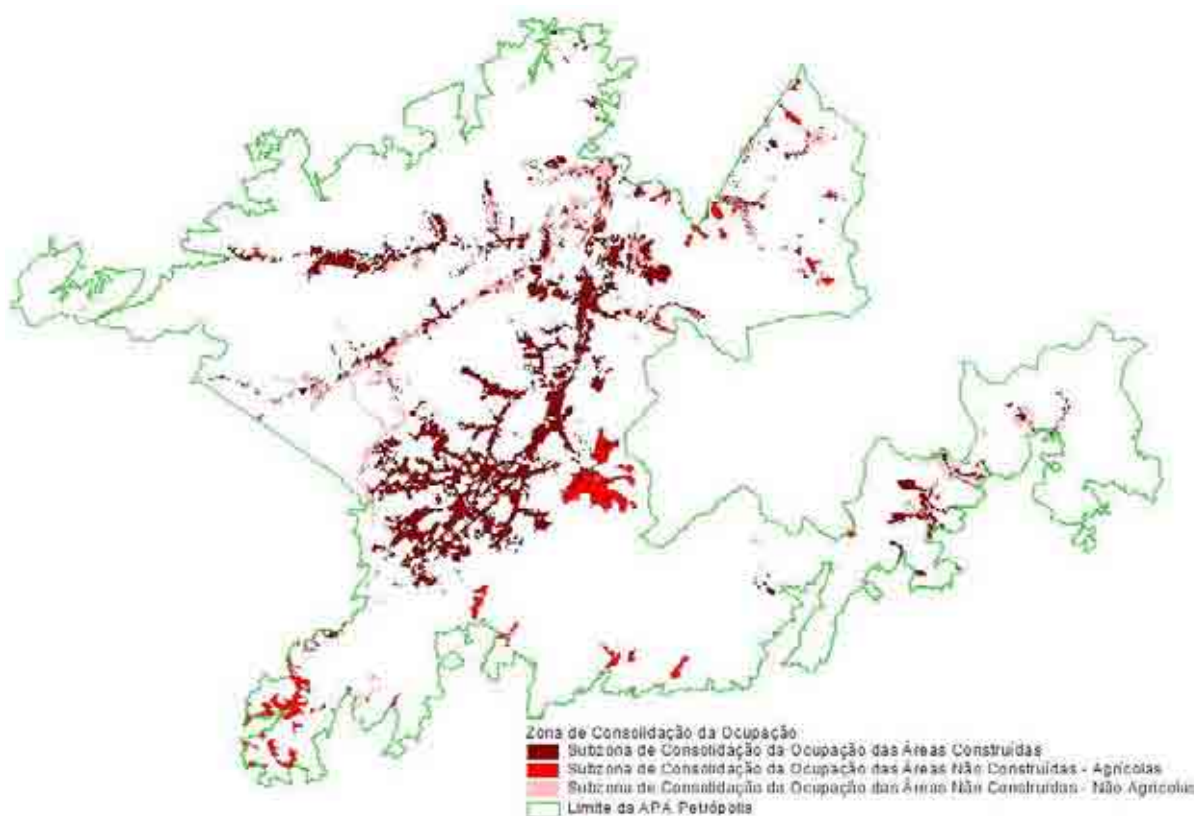 Zona de Consolidação da Ocupação
Subzona de Consolidação da Ocupação das Áreas Construídas
Subzona de Consolidação da Ocupação das Áreas Não Construídas - Agrícolas
Subzona de Consolidação da Ocupação das Áreas Não Construídas - Não Agrícolas
Limite da APA Petrópolis